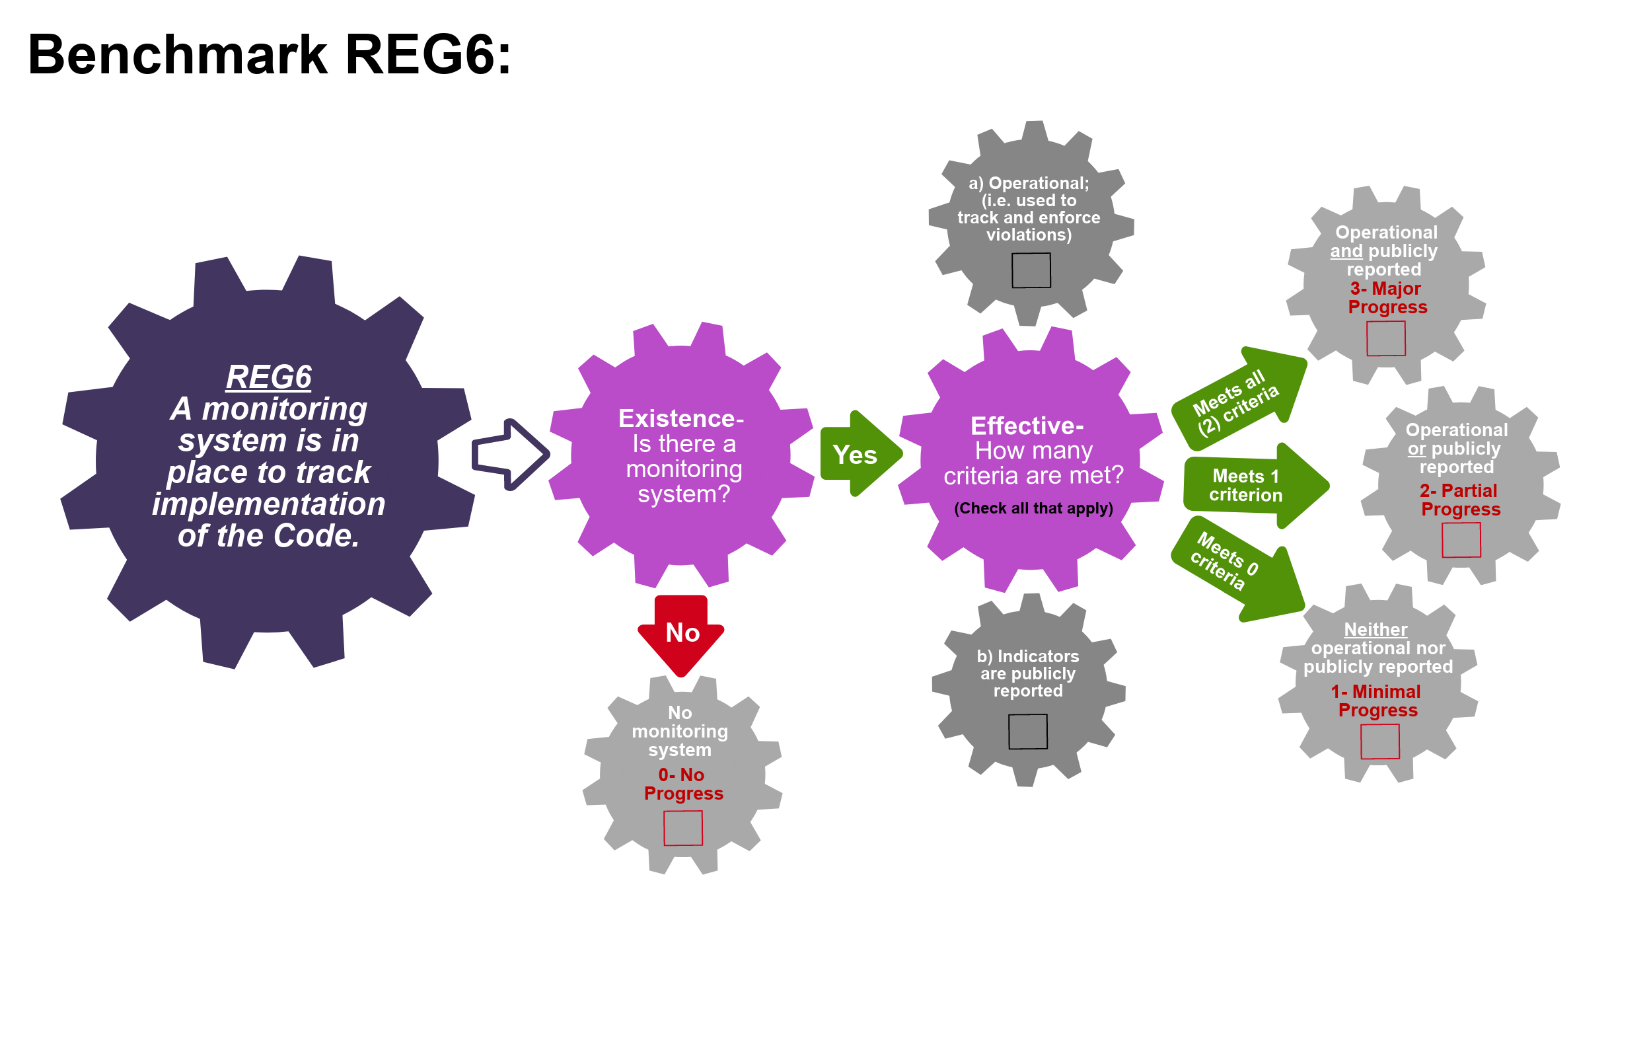 Benchmark REG6:
REG6
A monitoring
system is in
place to track
implementation
of the Code.
Existence-
Is there a
monitoring
system?
No
No
monitoring
system
0- No
Progress
Yes
a) Operational;
(i.e. used to
track and enforce
violations)
Effective-
How many
criteria are met?
(Check all that apply)
b) Indicators
are publicly
reported
Meets all
(2) criteria
Operational
and publicly
reported
3- Major
Progress
Meets 1
criterion
Operational
or publicly
reported
2- Partial
Progress
Meets 0
criteria
Neither
operational nor
publicly reported
1- Minimal
Progress